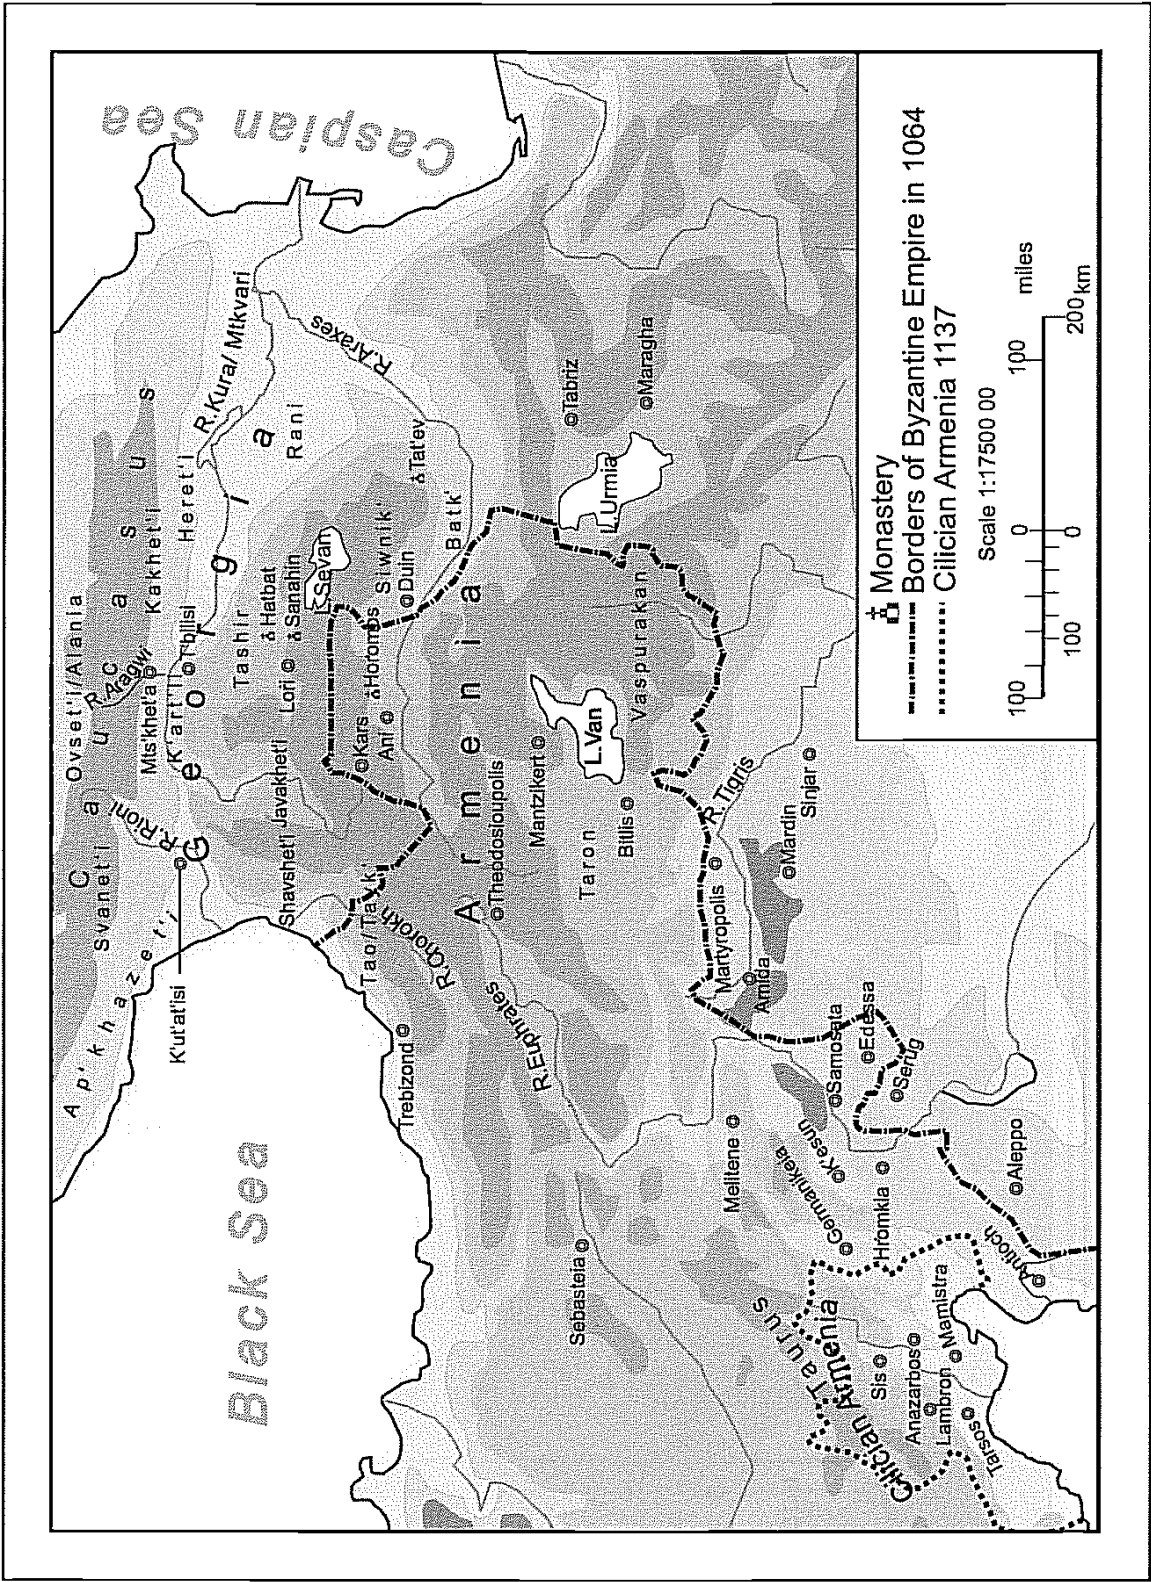 Caspian Sea
Black Sea
Caucasus
Georgia
Armenia
Ovset'i/Alania
Svanet'i
Ap'khazet'i
R.Rioni
R.Aragwi
Mts'khet'a
K'art'li
T'bilisi
Kakhet'i
Heret'i
R.Kura/ Mtkvari
Rani
R.Araxes
K'ut'at'isi
Shavshet'i
Javakhet'i
Tashir
Lori
Hatbat
Sanahin
L.Sevan
Horomos
Siwnik'
Tat'ev
Duin
Batk'
Kars
Ani
Tao/Tayk'
R.Chorokh
Trebizond
Theodosioupolis
R.Euphrates
Mantzikert
L.Van
Taron
Bitlis
Vaspurakan
L.Urmia
Tabriz
Maragha
R.Tigris
Martyropolis
Amida
Mardin
Sinjar
Samosata
Edessa
Serug
Sebasteia
Melitene
Germanikeia
K'esun
Hromkla
Aleppo
Antioch
Taurus
Cilician Armenia
Sis
Anazarbos
Lambron
Mamistra
Tarsos
Monastery
Borders of Byzantine Empire in 1064
Cilician Armenia 1137
Scale 1:17500 00
100 0 100 miles
100 0 200 km